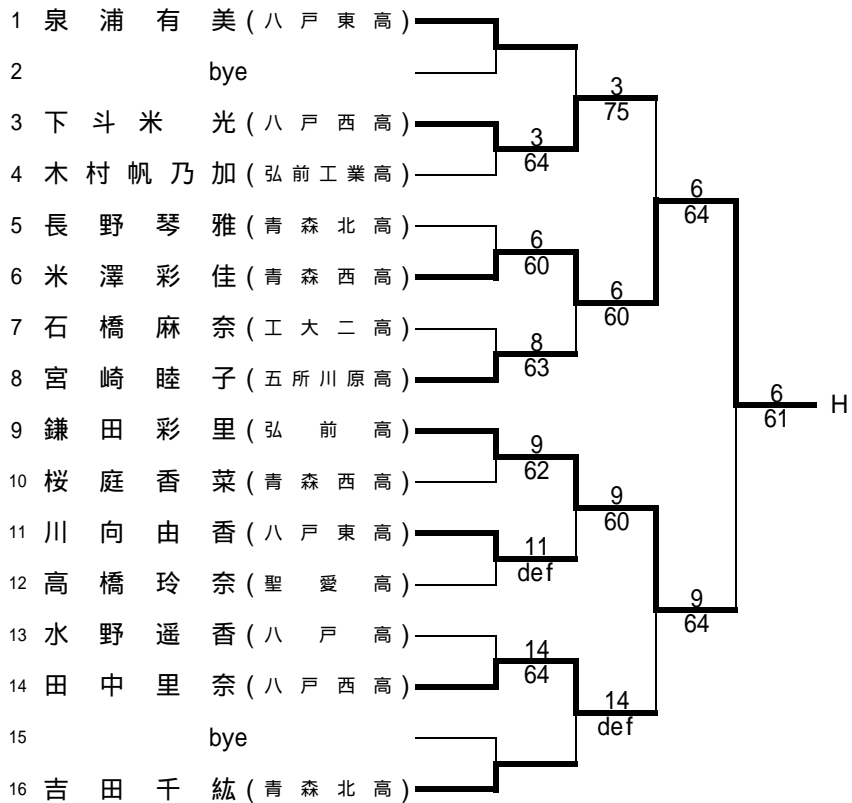 1 泉浦有美(八戸東高)
2 bye
3 下斗米光(八戸西高)
4 木村帆乃加(弘前工業高)
5 長野琴雅(青森北高)
6 米澤彩佳(青森西高)
7 石橋麻奈(工大二高)
8 宮崎睦子(五所川原高)
9 鎌田彩里(弘前高)
10 桜庭香菜(青森西高)
11 川向由香(八戸東高)
12 高橋玲奈(聖愛高)
13 水野遥香(八戸高)
14 田中里奈(八戸西高)
15 bye
16 吉田千紘(青森北高)
3
64
6
60
8
63
9
62
11
def
14
64
3
75
6
60
9
60
14
def
6
64
9
64
6
61
H